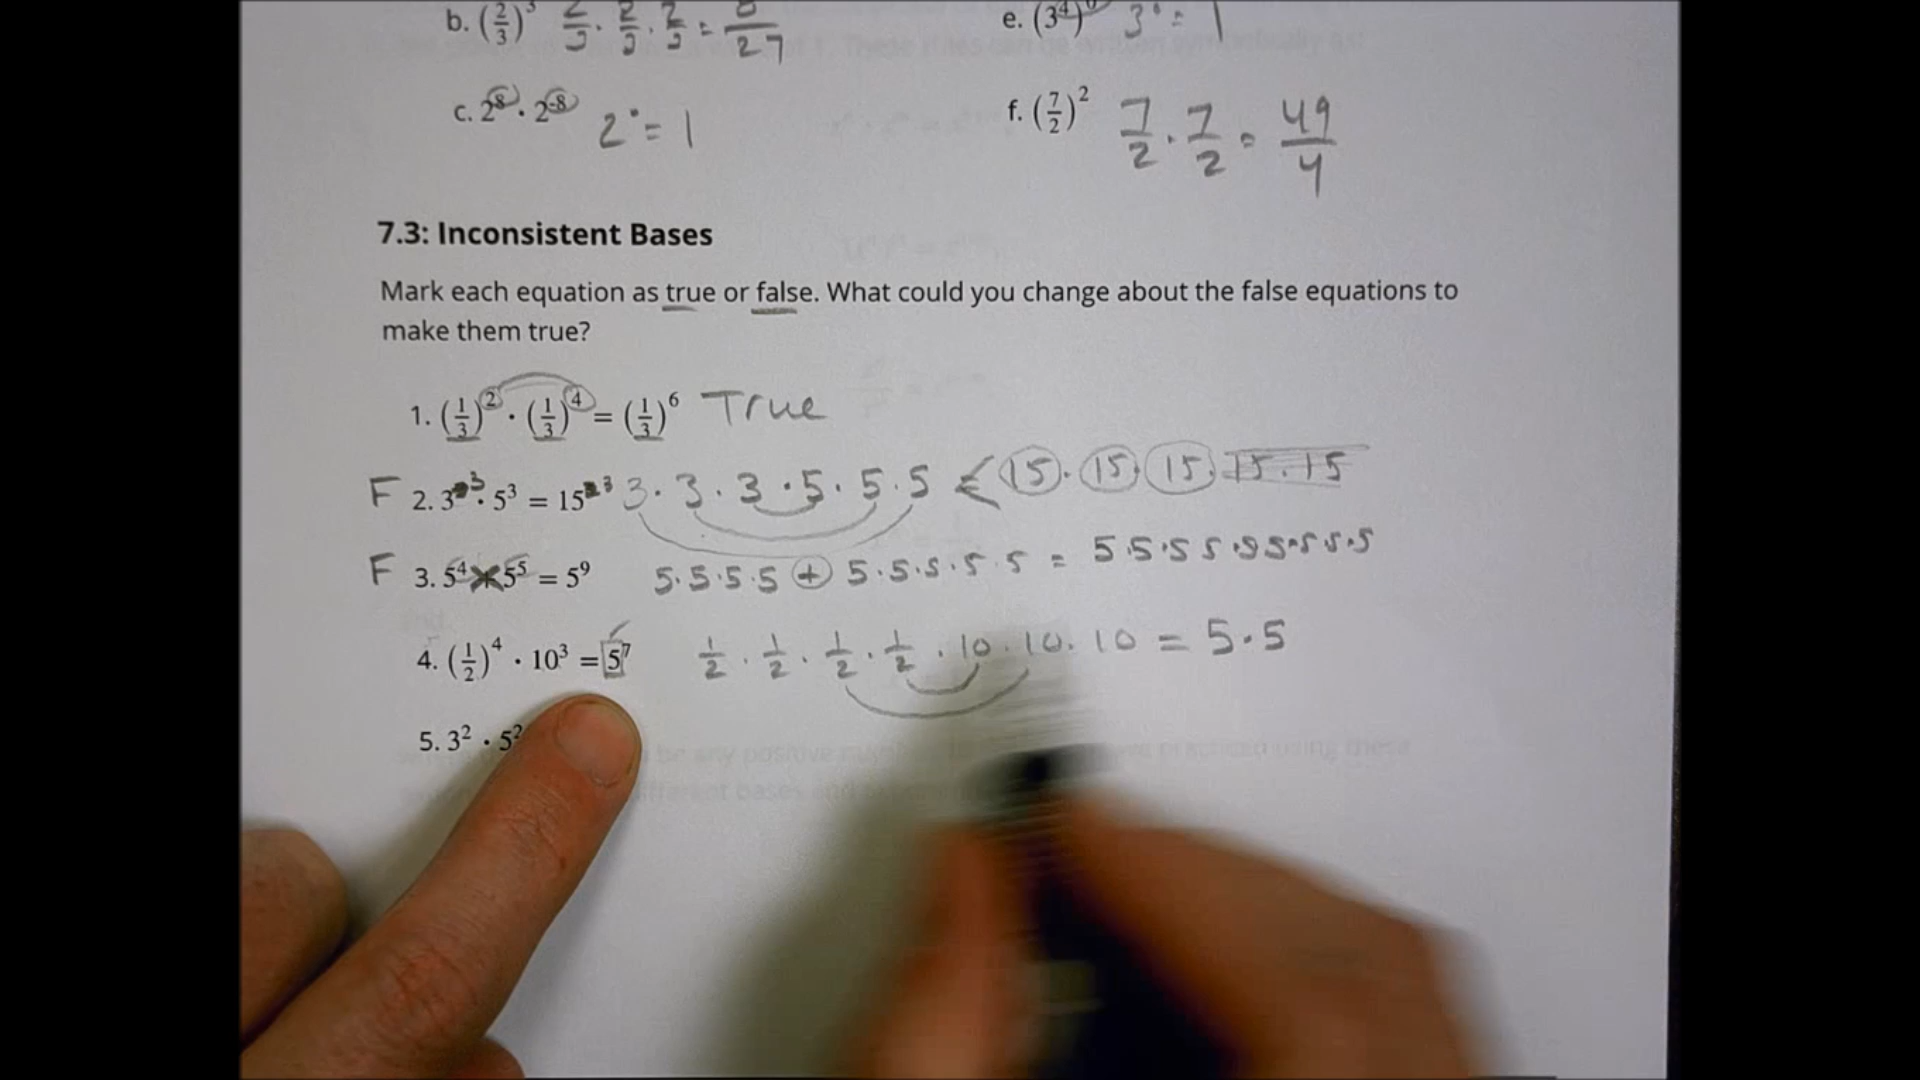 b. (2/3)³ 2/3 · 2/3 · 2/3 = 8/27
e. (3⁴)⁰ 3⁰ = 1
c. 2⁸ · 2⁻⁸ 2⁰ = 1
f. (7/2)² 7/2 · 7/2 = 49/4
7.3: Inconsistent Bases
Mark each equation as true or false. What could you change about the false equations to
make them true?
1. (1/3)² · (1/3)⁴ = (1/3)⁶ True
F 2. 3³ · 5³ = 15³ 3 · 3 · 3 · 5 · 5 · 5 15 · 15 · 15 · 15 · 15
F 3. 5⁴ × 5⁵ = 5⁹ 5·5·5·5 + 5·5·5·5·5 = 5·5·5·5·5·5·5·5·5
4. (1/2)⁴ · 10³ = 5⁷ 1/2 · 1/2 · 1/2 · 1/2 · 10 · 10 · 10 = 5·5
5. 3² · 5²